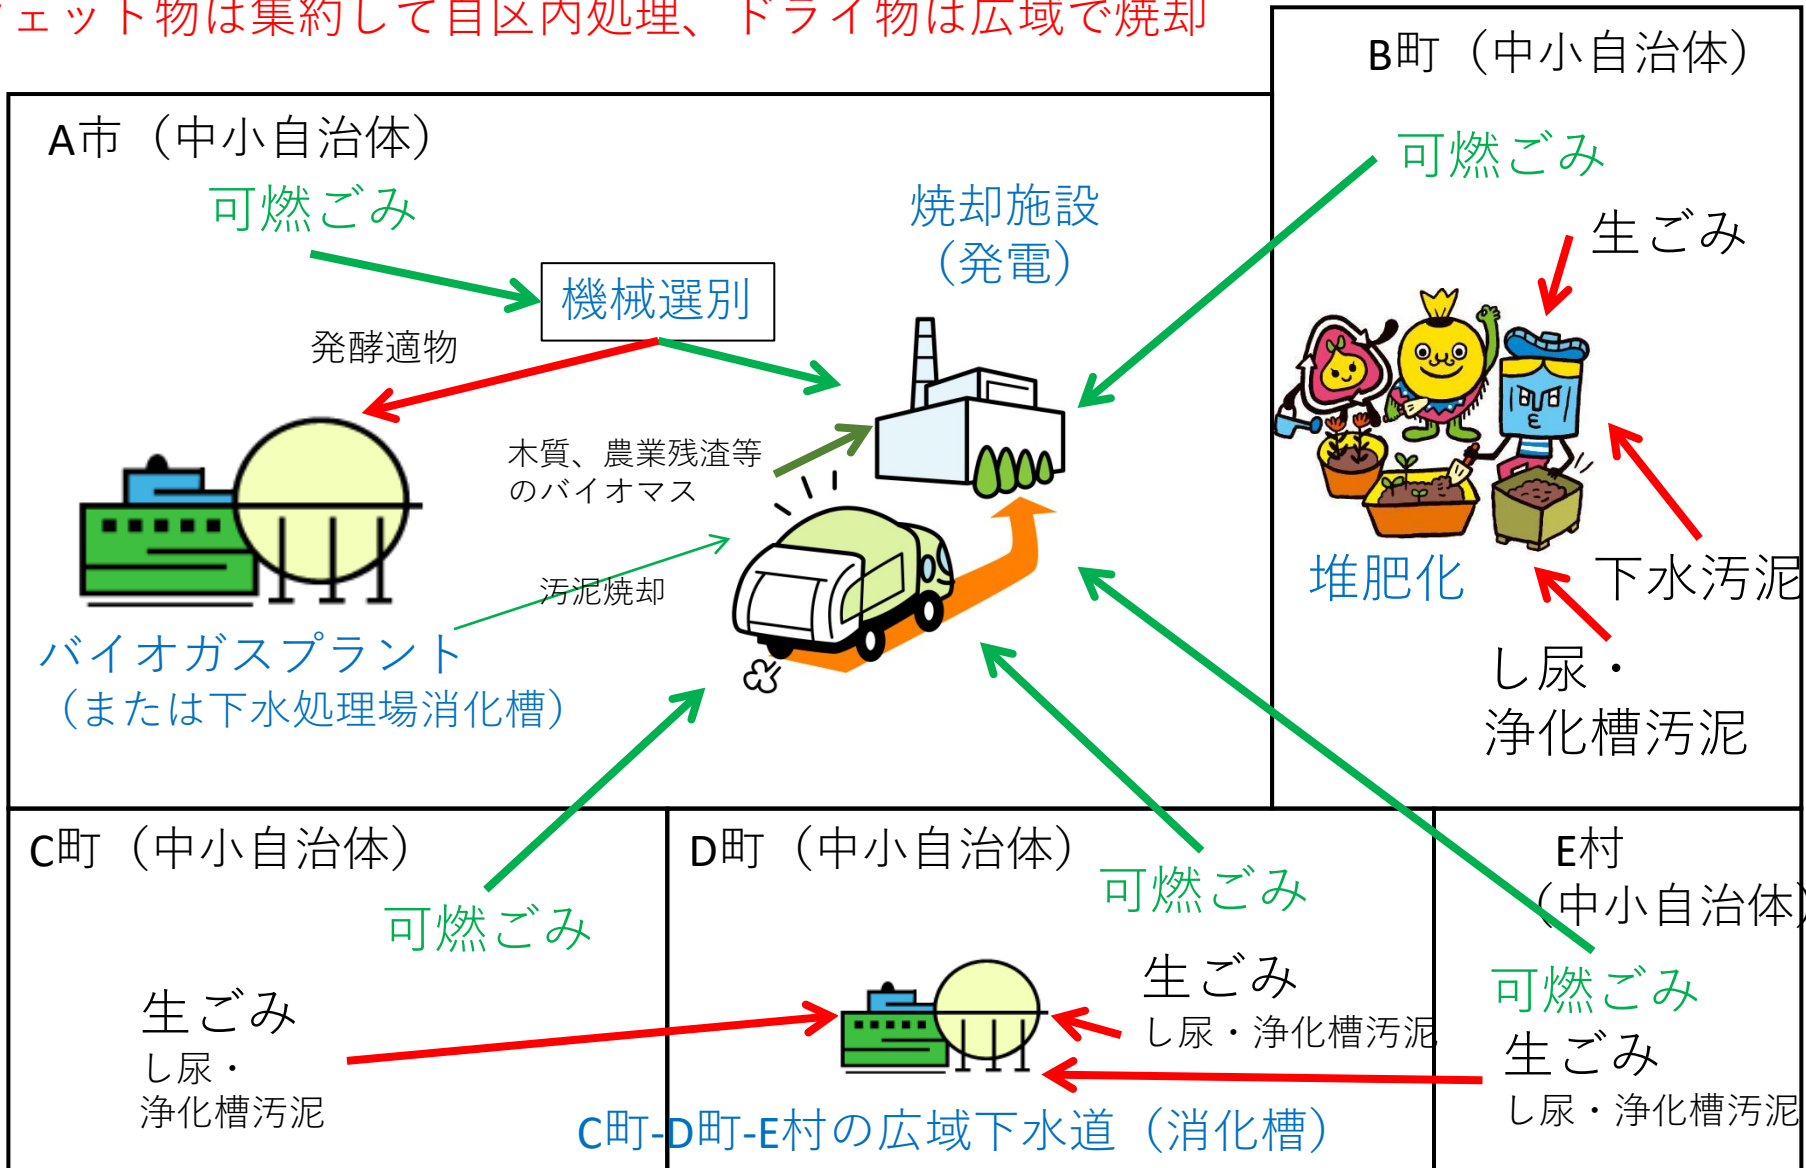 ェット物は集約して自区内処理、ドライ物は広域で焼却
B町（中小自治体）
A市（中小自治体）
可燃ごみ
可燃ごみ
焼却施設
（発電）
生ごみ
機械選別
発酵適物
木質、農業残渣等
のバイオマス
汚泥焼却
堆肥化
下水汚泥
バイオガスプラント
（または下水処理場消化槽）
し尿・
浄化槽汚泥
C町（中小自治体）
D町（中小自治体）
E村
（中小自治体）
可燃ごみ
可燃ごみ
可燃ごみ
生ごみ
し尿・
浄化槽汚泥
生ごみ
し尿・浄化槽汚泥
生ごみ
し尿・浄化槽汚泥
C町-D町-E村の広域下水道（消化槽）